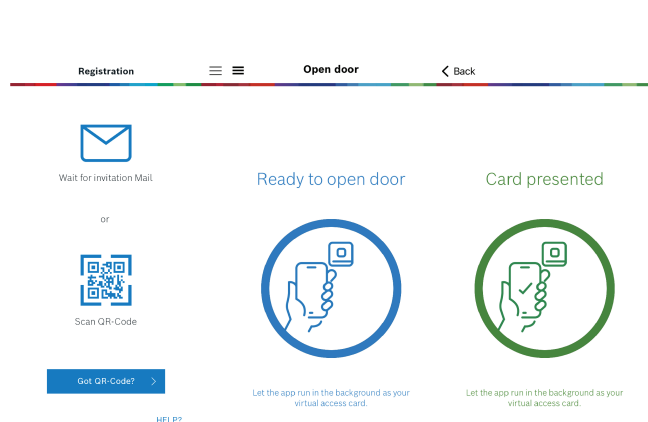 Registration
Wait for invitation Mail
or
Scan QR-Code
Got QR-Code?
HELP?
Open door
Ready to open door
Let the app run in the background as your
virtual access card.
Back
Card presented
Let the app run in the background as your
virtual access card.